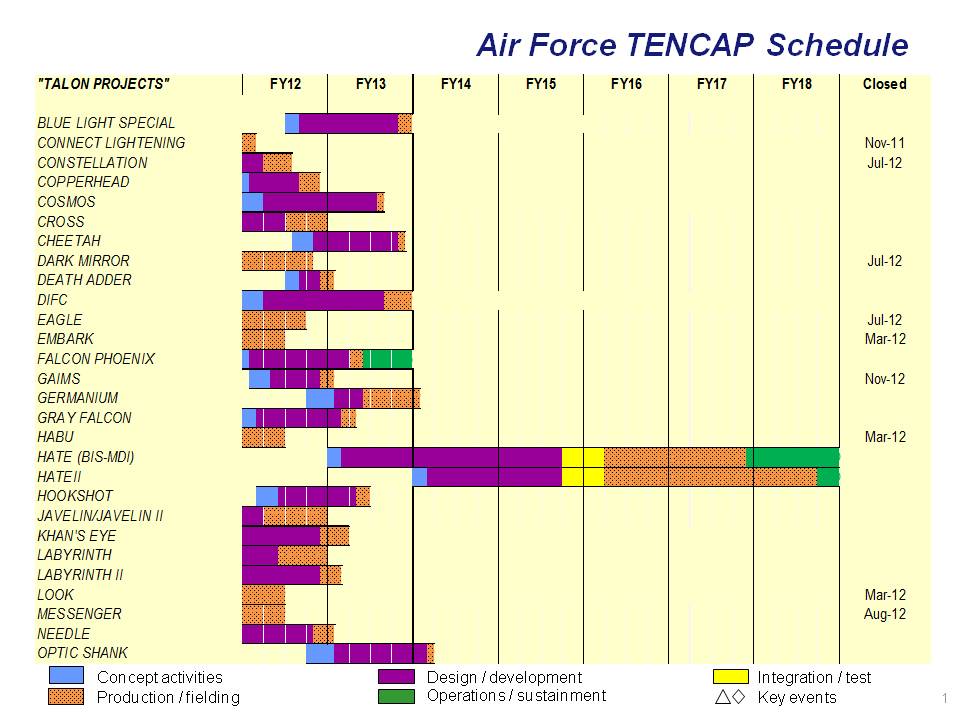 Air Force TENCAP Schedule
"TALON PROJECTS" FY12 FY13 FY14 FY15 FY16 FY17 FY18 Closed
BLUE LIGHT SPECIAL
CONNECT LIGHTENING Nov-11
CONSTELLATION Jul-12
COPPERHEAD
COSMOS
CROSS
CHEETAH
DARK MIRROR Jul-12
DEATH ADDER
DIFC
EAGLE Jul-12
EMBARK Mar-12
FALCON PHOENIX
GAIMS Nov-12
GERMANIUM
GRAY FALCON
HABU Mar-12
HATE (BIS-MDI)
HATEII
HOOKSHOT
JAVELIN/JAVELIN II
KHAN'S EYE
LABYRINTH
LABYRINTH II
LOOK Mar-12
MESSENGER Aug-12
NEEDLE
OPTIC SHANK
Concept activities Design / development Integration / test
Production / fielding Operations / sustainment Key events 1